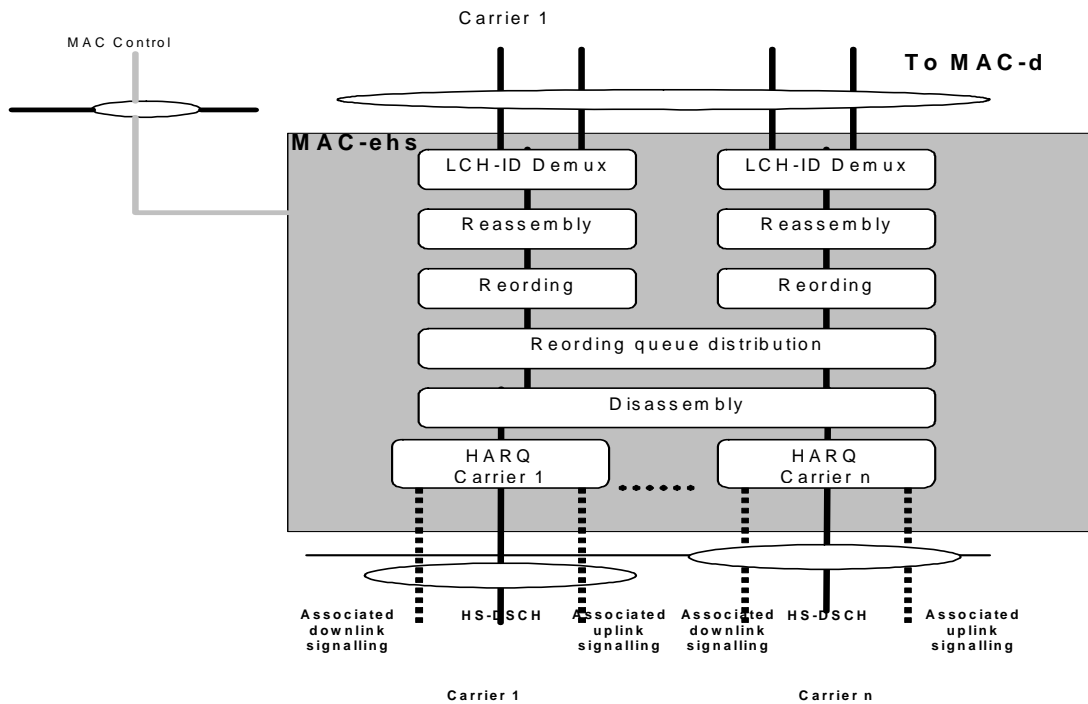 Carrier 1
MAC Control
To MAC-d
MAC-ehs
LCH-ID Demux
LCH-ID Demux
Reassembly
Reassembly
Reording
Reording
Reording queue distribution
Disassembly
HARQ
Carrier 1
HARQ
Carrier n
Associated
downlink
signalling
HS-DSCH
Associated
uplink
signalling
Associated
downlink
signalling
HS-DSCH
Associated
uplink
signalling
Carrier 1
Carrier n